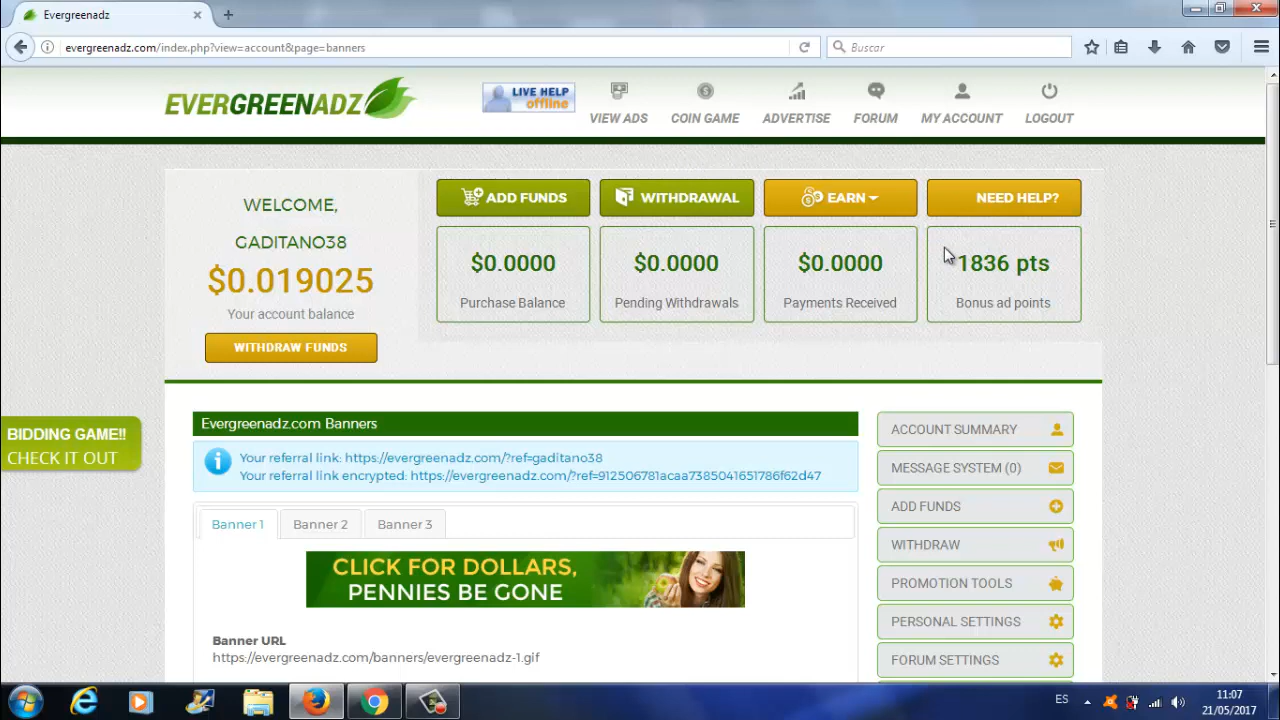 Evergreenadz
evergreenadz.com/index.php?view=account&page=banners
Buscar
EVERGREENADZ
LIVE HELP
offline
VIEW ADS
COIN GAME
ADVERTISE
FORUM
MY ACCOUNT
LOGOUT
WELCOME,
GADITANO38
$0.019025
Your account balance
WITHDRAW FUNDS
ADD FUNDS
WITHDRAWAL
EARN
NEED HELP?
$0.0000
Purchase Balance
$0.0000
Pending Withdrawals
$0.0000
Payments Received
1836 pts
Bonus ad points
BIDDING GAME!!
CHECK IT OUT
Evergreenadz.com Banners
Your referral link: https://evergreenadz.com/?ref=gaditano38
Your referral link encrypted: https://evergreenadz.com/?ref=912506781acaa7385041651786f62d47
Banner 1
Banner 2
Banner 3
CLICK FOR DOLLARS,
PENNIES BE GONE
Banner URL
https://evergreenadz.com/banners/evergreenadz-1.gif
ACCOUNT SUMMARY
MESSAGE SYSTEM (0)
ADD FUNDS
WITHDRAW
PROMOTION TOOLS
PERSONAL SETTINGS
FORUM SETTINGS
ES
11:07
21/05/2017